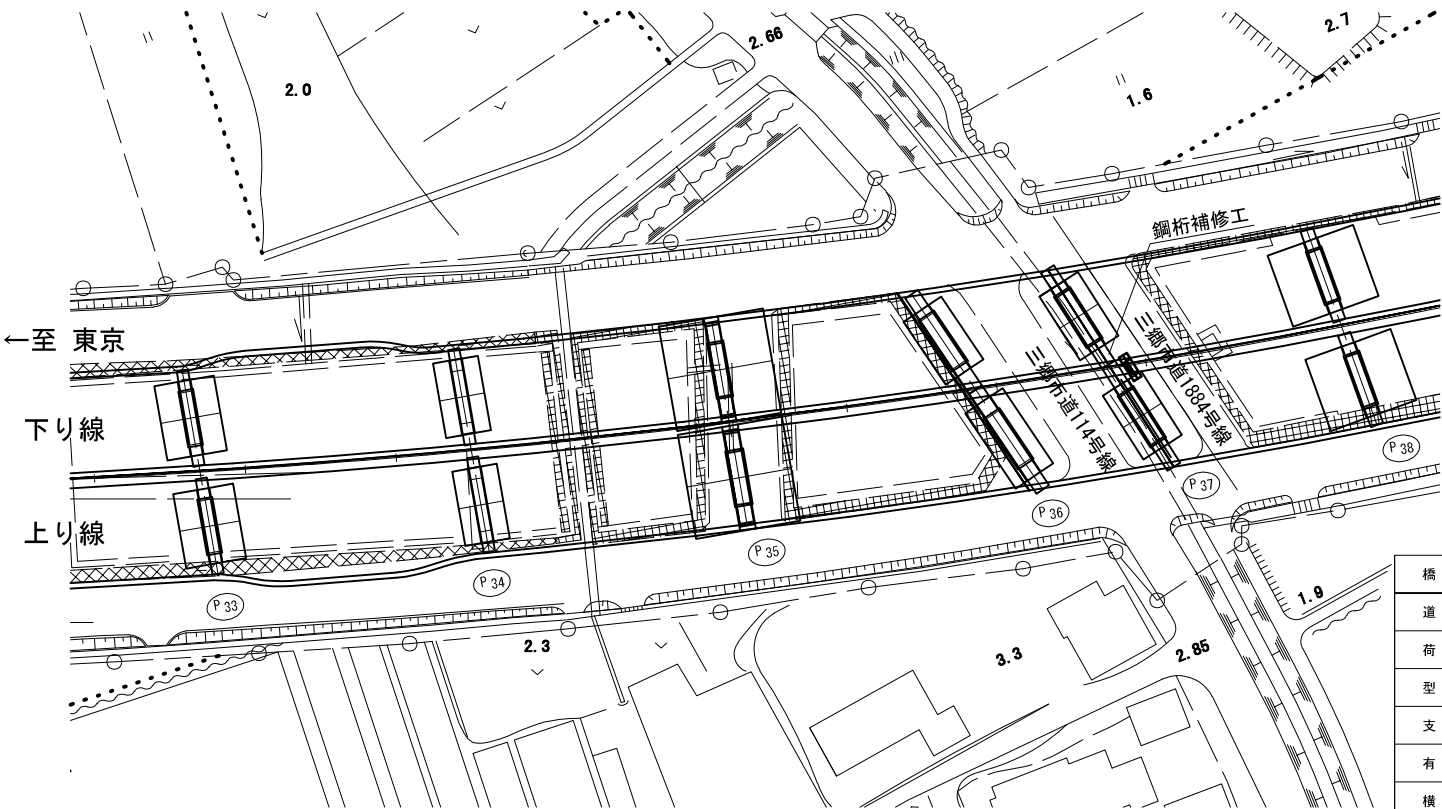 2.66
2.7
2.0
1.6
鋼桁補修工
←至 東京
三郷市道1884号線
三郷市道114号線
下り線
上り線
P38
P37
P36
P35
P34
P33
2.3
3.3
2.85
1.9
橋
道
荷
型
支
有
横